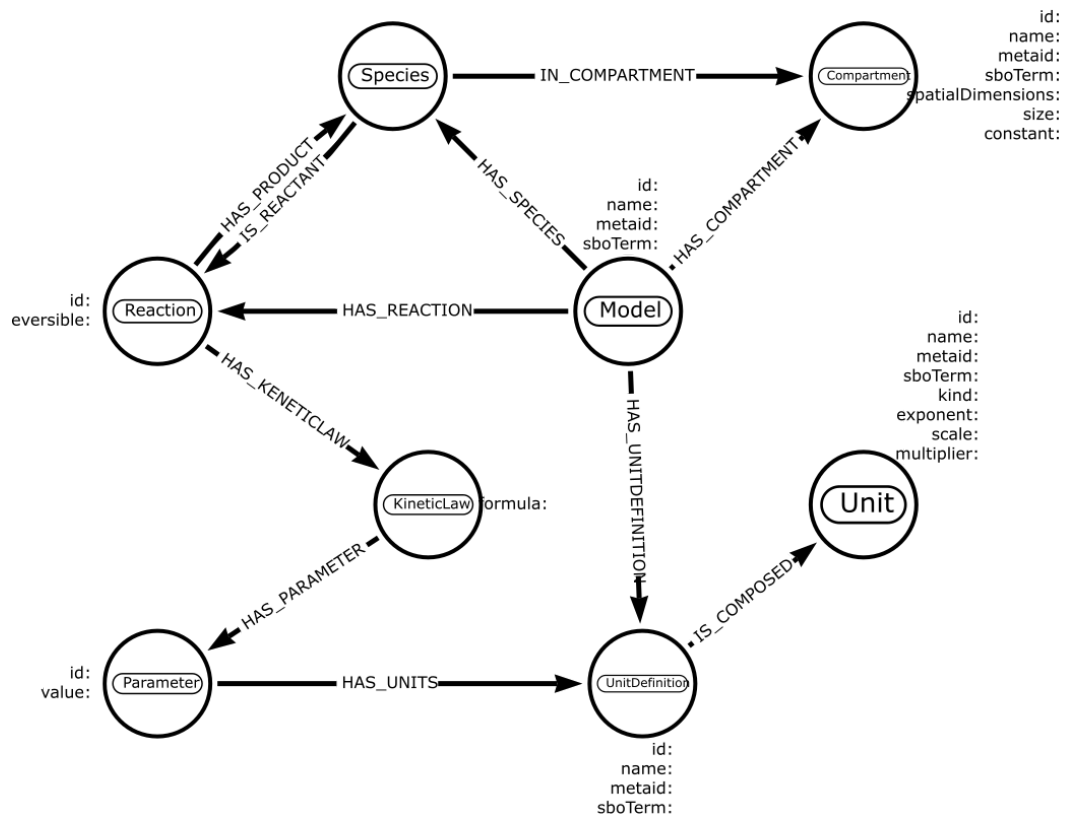 id:
name:
metaid:
sboTerm:
spatialDimensions:
size:
constant:
Species
IN_COMPARTMENT
Compartment
HAS_PRODUCT
IS_REACTANT
HAS_SPECIES
HAS_COMPARTMENT
id:
name:
metaid:
sboTerm:
id:
eversible:
Reaction
HAS_REACTION
Model
id:
name:
metaid:
sboTerm:
kind:
exponent:
scale:
multiplier:
HAS_KENETICLAW
HAS_UNITDEFINITION
KineticLaw
formula:
Unit
HAS_PARAMETER
IS_COMPOSED
id:
value:
Parameter
HAS_UNITS
UnitDefinition
id:
name:
metaid:
sboTerm: